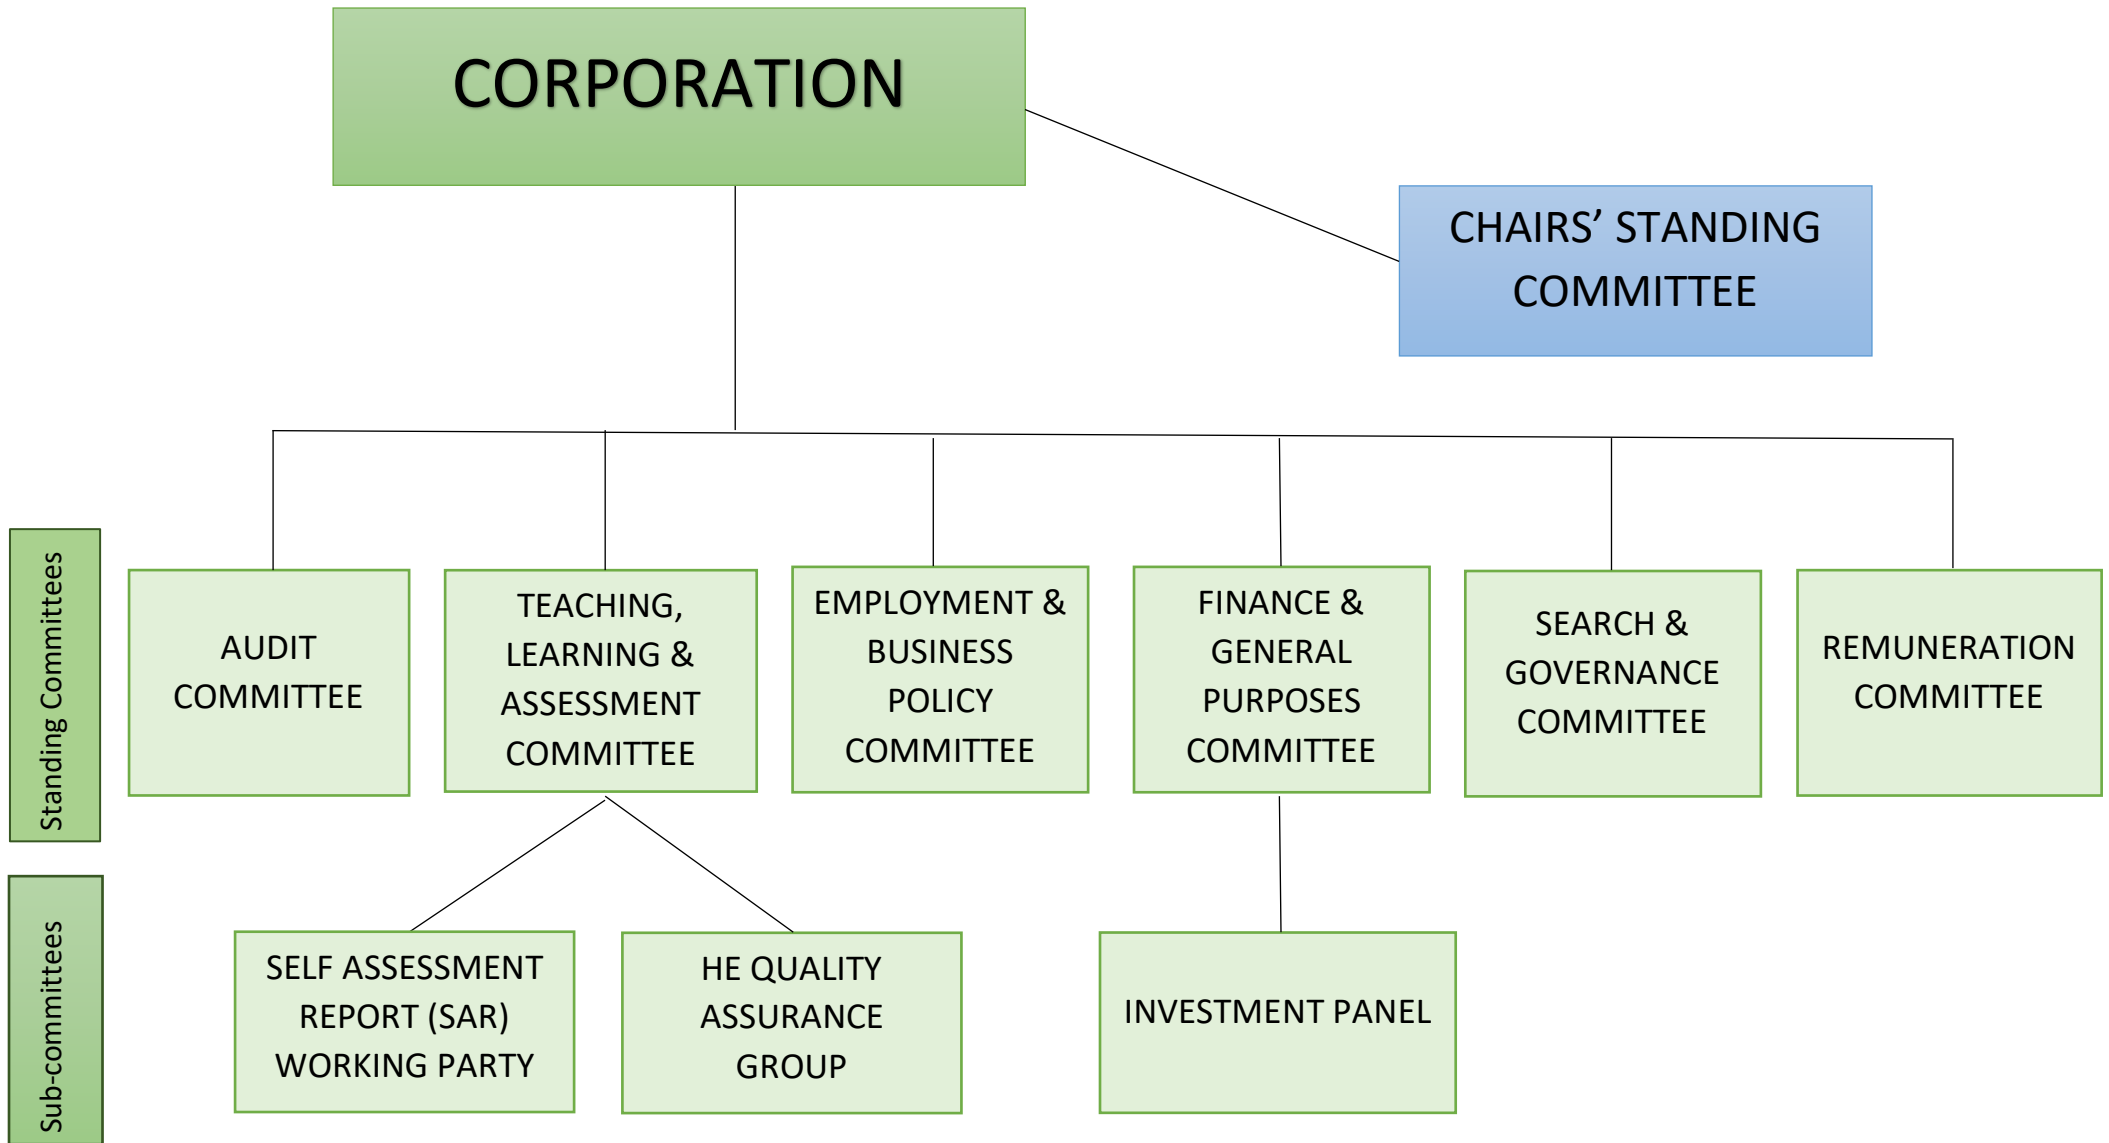 CORPORATION
CHAIRS’ STANDING
COMMITTEE
Standing Committees
AUDIT
COMMITTEE
TEACHING,
LEARNING &
ASSESSMENT
COMMITTEE
EMPLOYMENT &
BUSINESS
POLICY
COMMITTEE
FINANCE &
GENERAL
PURPOSES
COMMITTEE
SEARCH &
GOVERNANCE
COMMITTEE
REMUNERATION
COMMITTEE
Sub-committees
SELF ASSESSMENT
REPORT (SAR)
WORKING PARTY
HE QUALITY
ASSURANCE
GROUP
INVESTMENT PANEL